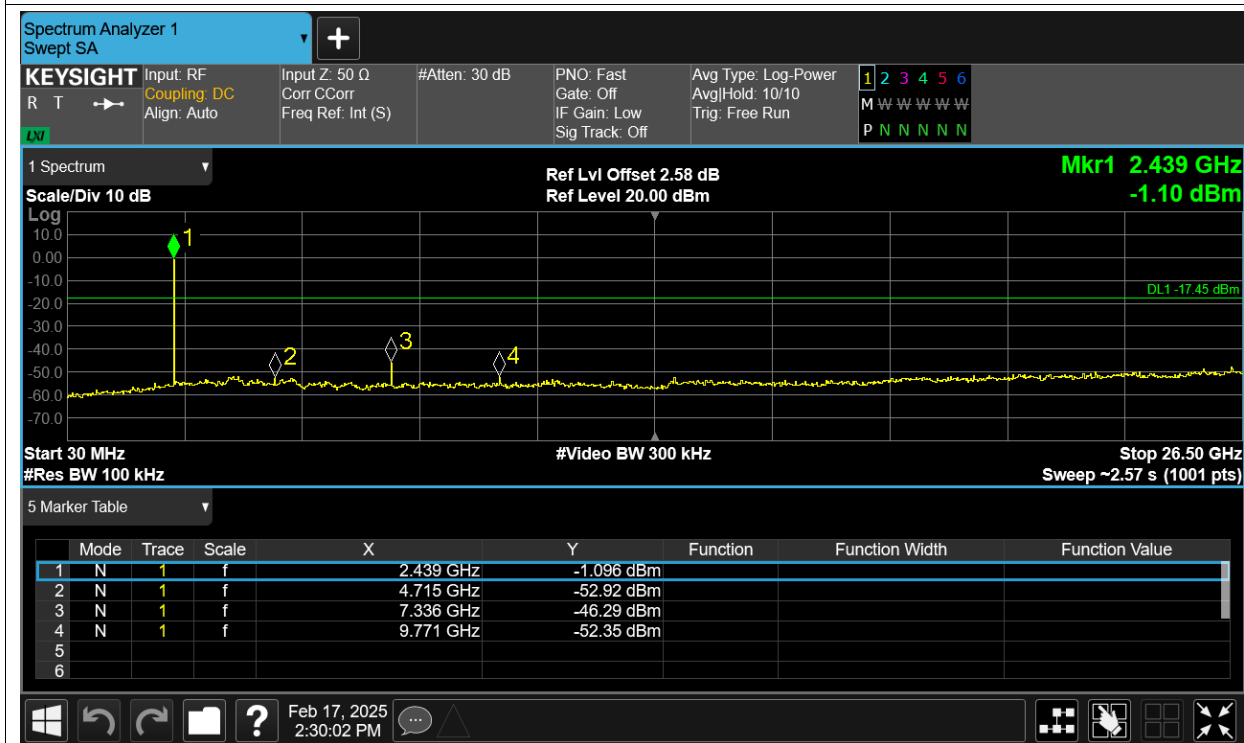 Spectrum Analyzer 1
Swept SA
KEYSIGHT
R T
LXI
Input: RF
Coupling: DC
Align: Auto
Input Z: 50 Ω
Corr CCorr
Freq Ref: Int (S)
#Atten: 30 dB
PNO: Fast
Gate: Off
IF Gain: Low
Sig Track: Off
Avg Type: Log-Power
Avg|Hold: 10/10
Trig: Free Run
1 2 3 4 5 6
M W W W W W
P N N N N N
1 Spectrum
Scale/Div 10 dB
Ref Lvl Offset 2.58 dB
Ref Level 20.00 dBm
Mkr1 2.439 GHz
-1.10 dBm
Log
10.0
0.00
-10.0
-20.0
-30.0
-40.0
-50.0
-60.0
-70.0
1
2
3
4
DL1 -17.45 dBm
Start 30 MHz
#Video BW 300 kHz
Stop 26.50 GHz
#Res BW 100 kHz
Sweep ~2.57 s (1001 pts)
5 Marker Table
Mode Trace Scale X Y Function Function Width Function Value
1 N 1 f 2.439 GHz -1.096 dBm
2 N 1 f 4.715 GHz -52.92 dBm
3 N 1 f 7.336 GHz -46.29 dBm
4 N 1 f 9.771 GHz -52.35 dBm
5
6
?
Feb 17, 2025
2:30:02 PM